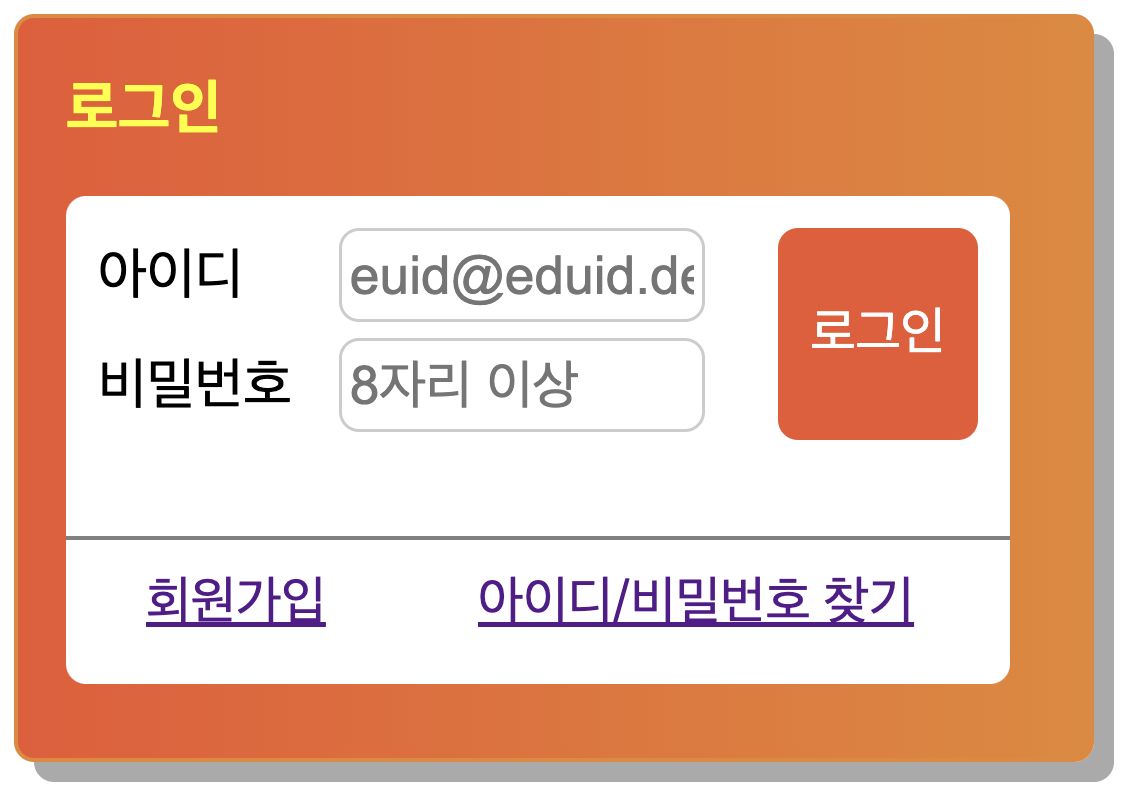 로그인
아이디
euid@eduid.de
비밀번호
8자리 이상
로그인
회원가입
아이디/비밀번호 찾기